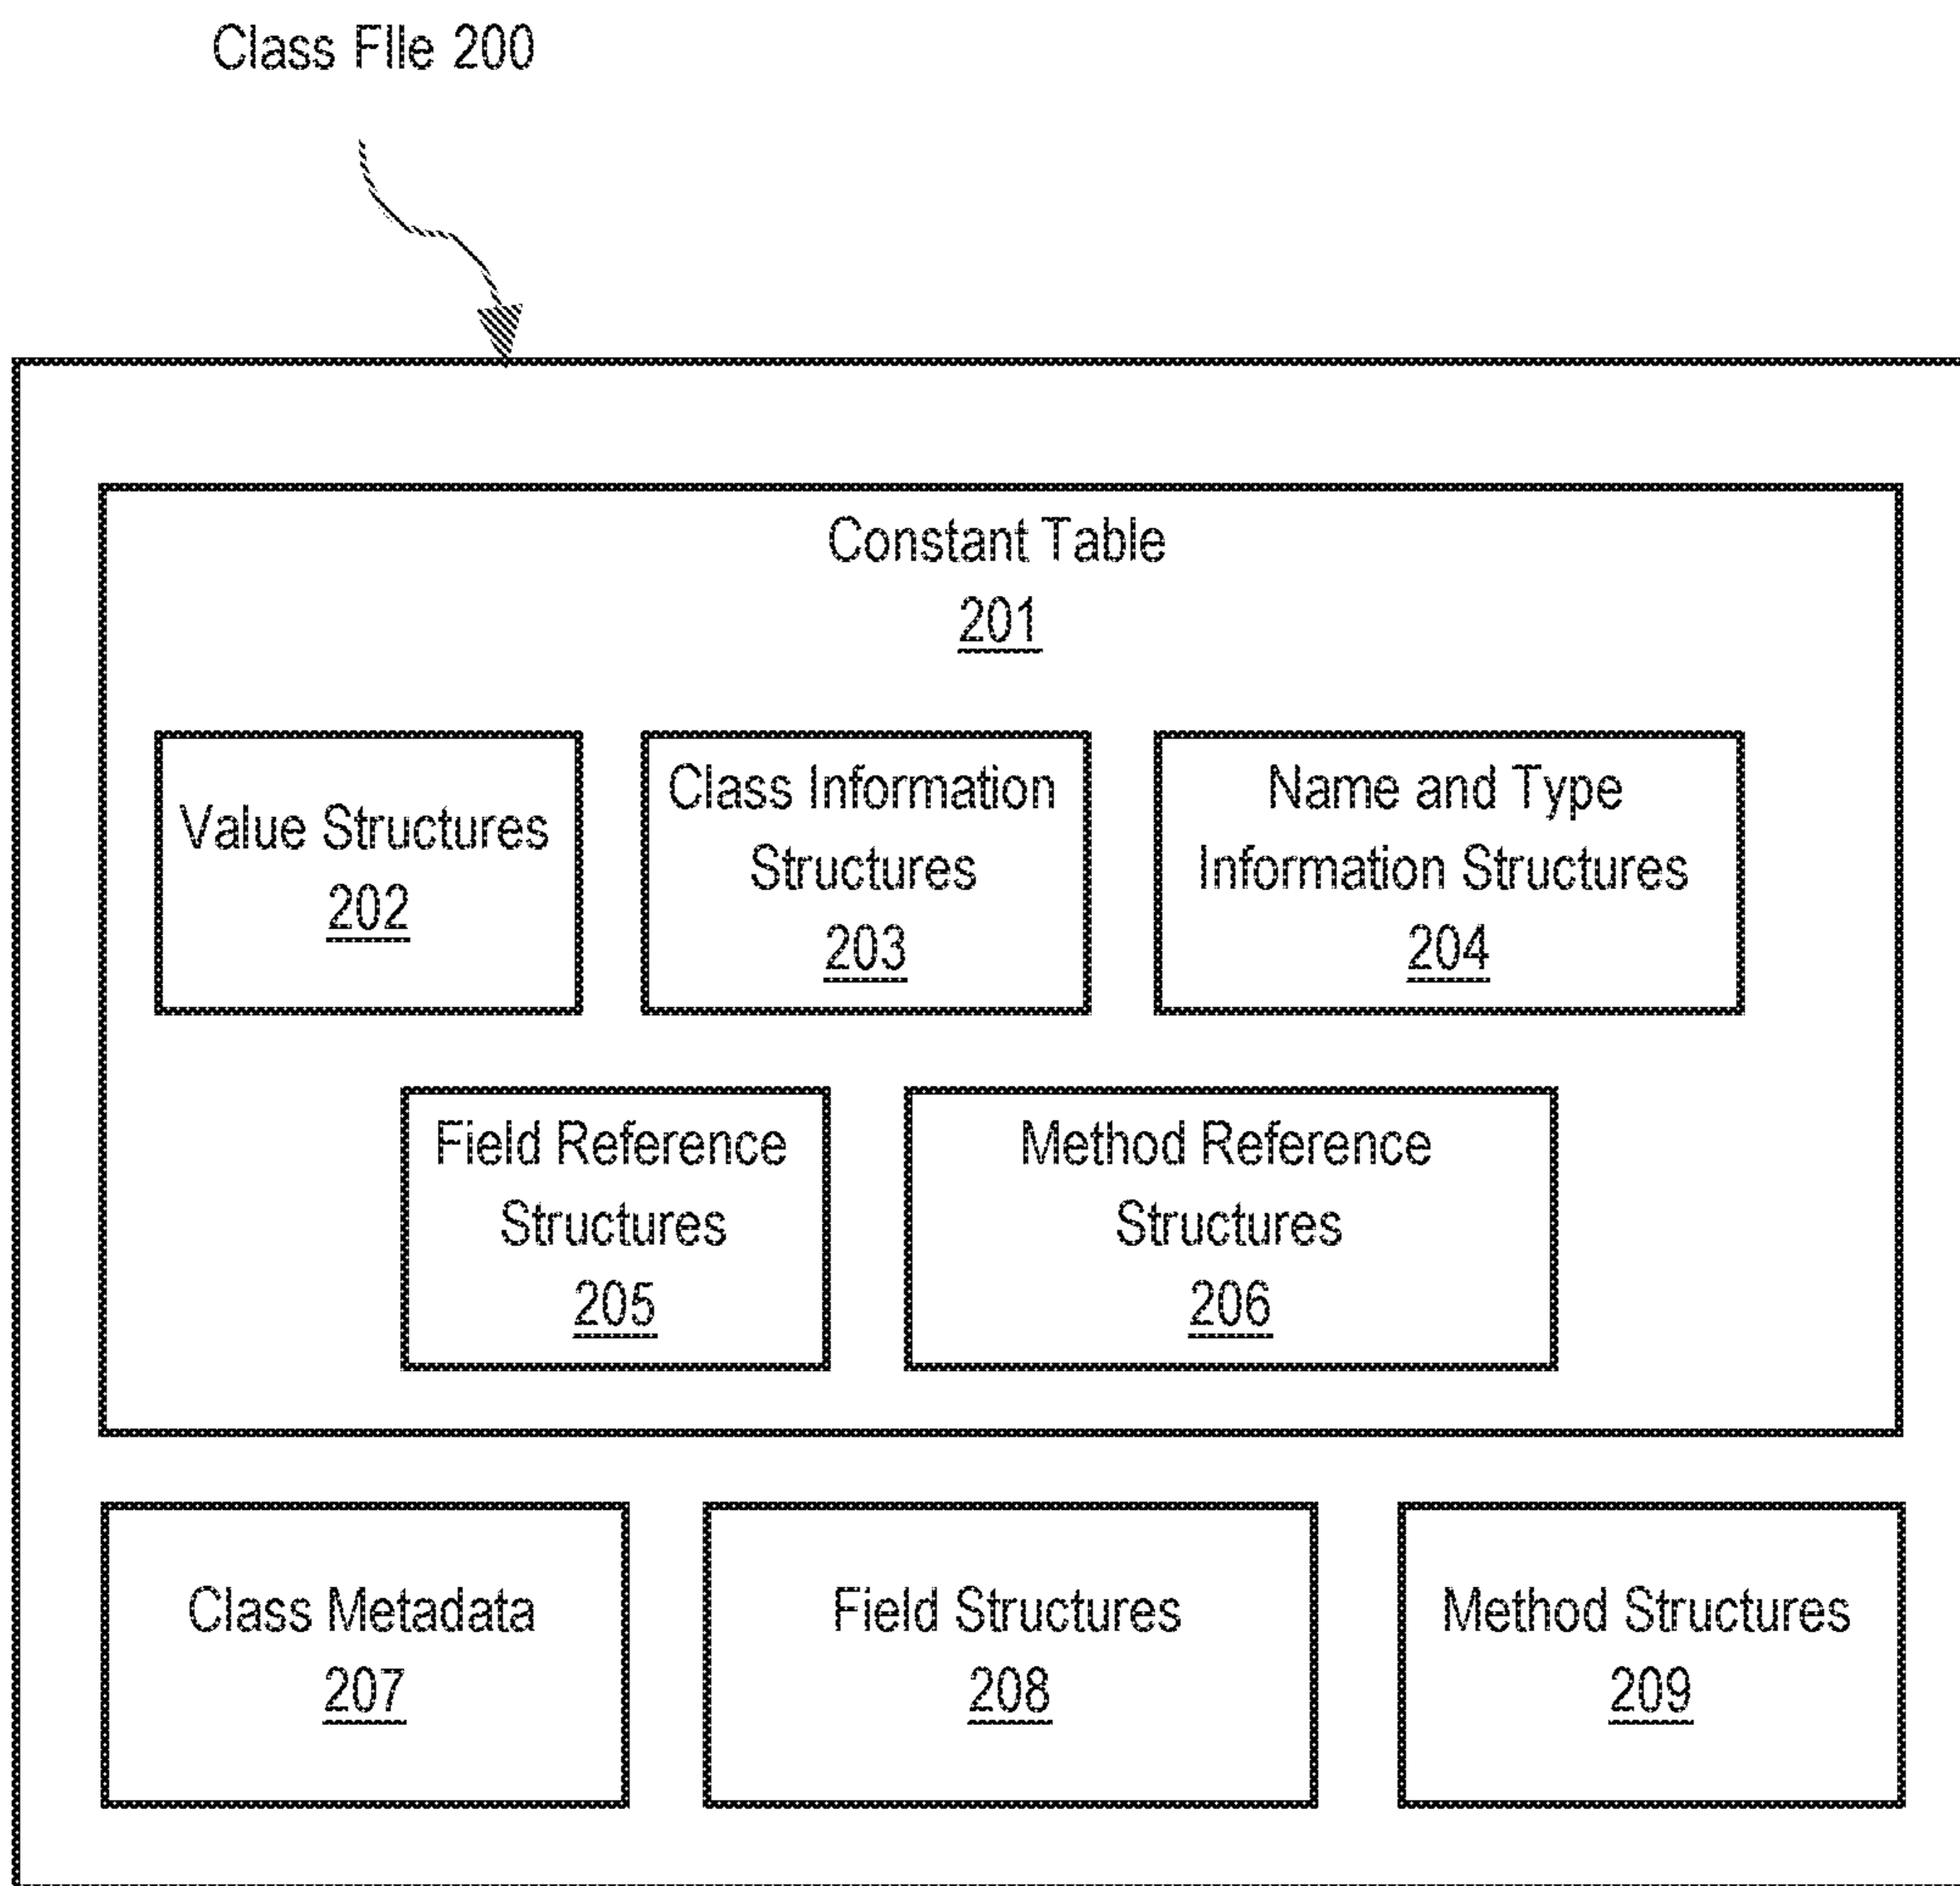 Class FIle 200
Constant Table
201
Value Structures
202
Class Information
Structures
203
Name and Type
Information Structures
204
Field Reference
Structures
205
Method Reference
Structures
206
Class Metadata
207
Field Structures
208
Method Structures
209